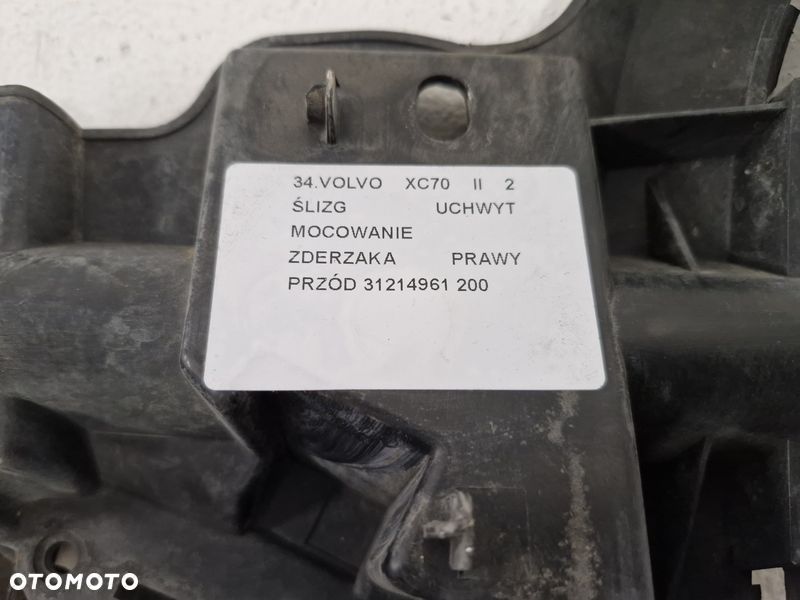 34.VOLVO XC70 II 2
ŚLIZG UCHWYT
MOCOWANIE
ZDERZAKA PRAWY
PRZÓD 31214961 200
OTOMOTO